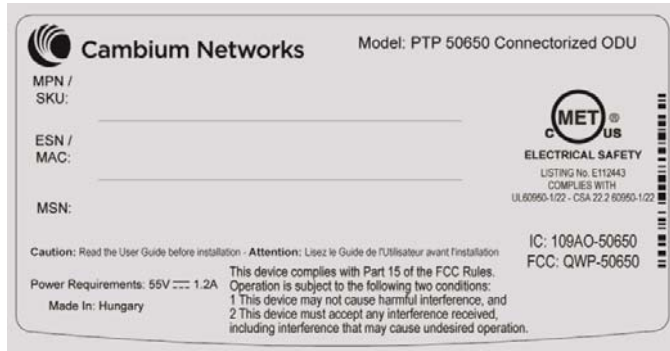 Cambium Networks
Model: PTP 50650 Connectorized ODU
MPN /
SKU:
ESN /
MAC:
MSN:
c MET ® US
ELECTRICAL SAFETY
LISTING No. E112443
COMPLIES WITH
UL60950-1/22 - CSA 22.2 60950-1/22
IC: 109AO-50650
FCC: QWP-50650
Caution: Read the User Guide before installation - Attention: Lisez le Guide de l'Utilisateur avant l'installation
Power Requirements: 55V ⎓ 1.2A
Made In: Hungary
This device complies with Part 15 of the FCC Rules.
Operation is subject to the following two conditions:
1 This device may not cause harmful interference, and
2 This device must accept any interference received,
including interference that may cause undesired operation.